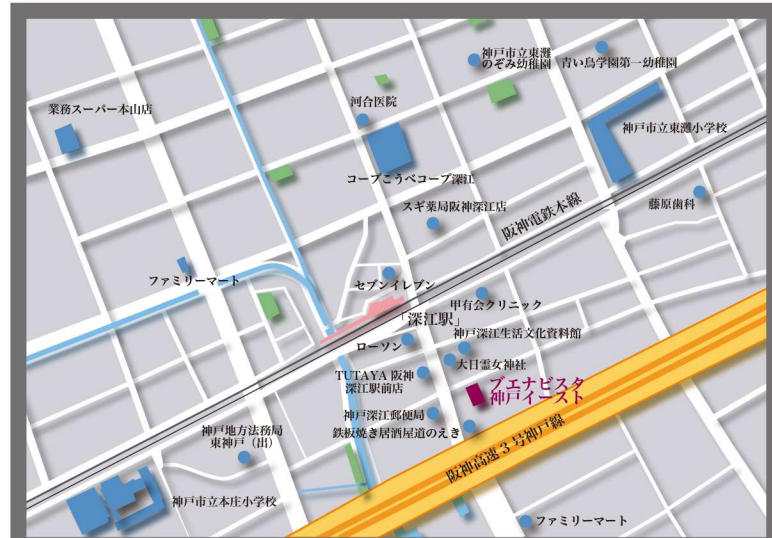 神戸市立東灘
のぞみ幼稚園
青い鳥学園第一幼稚園
業務スーパー本山店
河合医院
神戸市立東灘小学校
コープこうべコープ深江
スギ薬局阪神深江店
藤原歯科
阪神電鉄本線
ファミリーマート
セブンイレブン
甲有会クリニック
「深江駅」
神戸深江生活文化資料館
ローソン
大日霊女神社
TUTAYA 阪神
深江駅前店
ブエナビスタ
神戸イースト
神戸深江郵便局
鉄板焼き居酒屋道のえき
神戸地方法務局
東神戸（出）
阪神高速3号神戸線
神戸市立本庄小学校
ファミリーマート